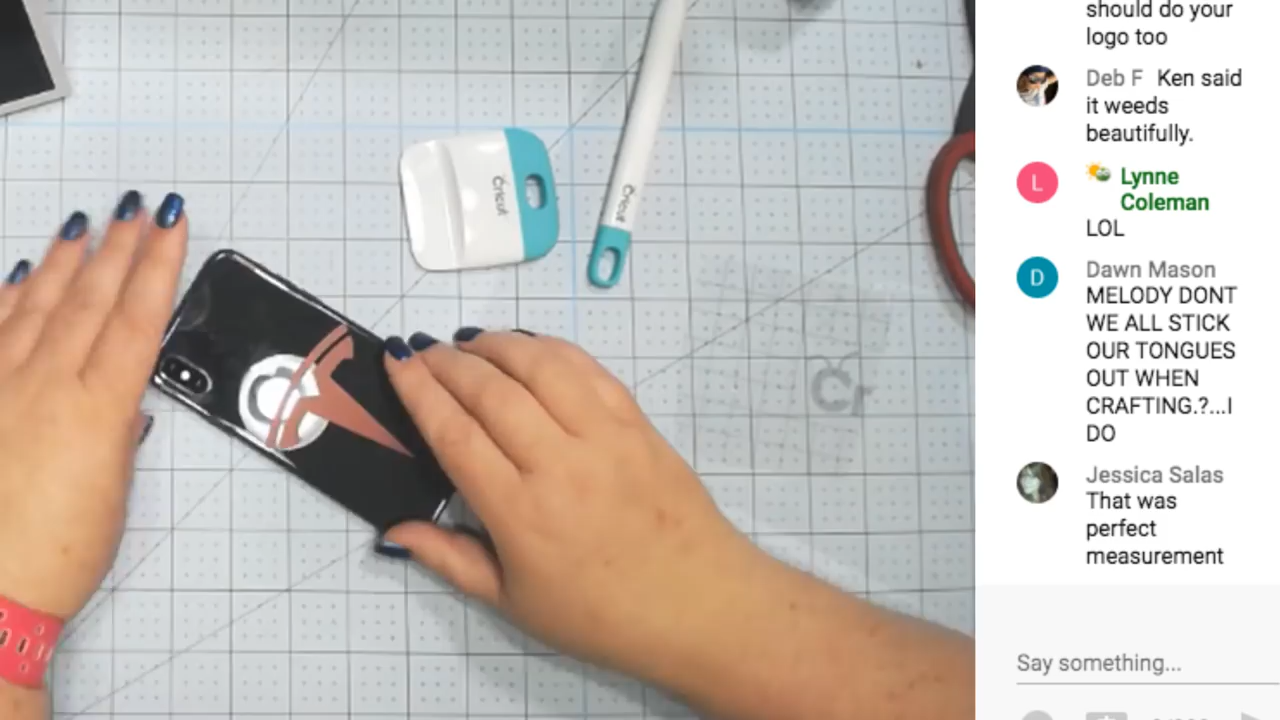 should do your
logo too
Deb F Ken said
it weeds
beautifully.
L
Lynne
Coleman
LOL
D
Dawn Mason
MELODY DONT
WE ALL STICK
OUR TONGUES
OUT WHEN
CRAFTING.?...I
DO
Jessica Salas
That was
perfect
measurement
Say something...
cricut
cricut
Cr